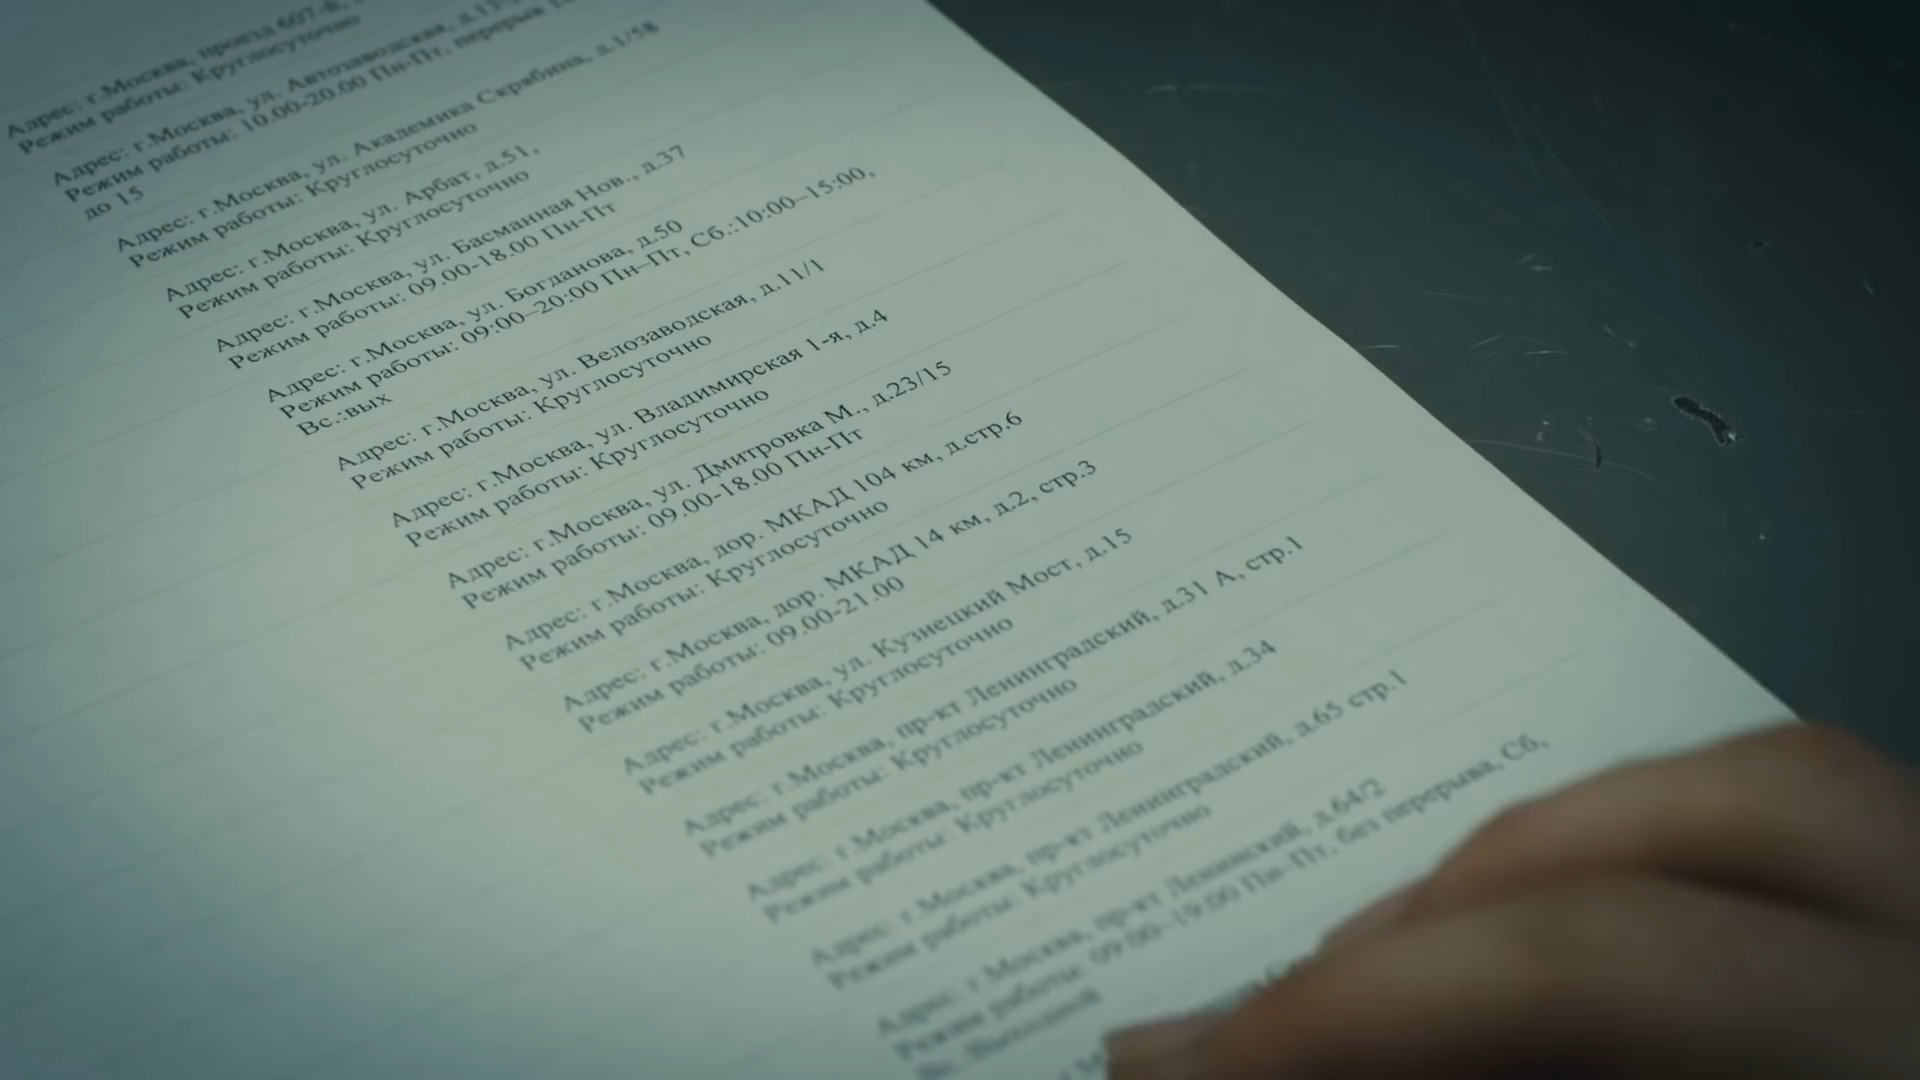 Адрес: г.Москва, проезд 607-й,
Режим работы: Круглосуточно
Адрес: г.Москва, ул. Автозаводская, д.17
Режим работы: 10.00-20.00 Пн-Пт, перерыв
до 15
Адрес: г.Москва, ул. Академика Скрябина, д.1/58
Режим работы: Круглосуточно
Адрес: г.Москва, ул. Арбат, д.51,
Режим работы: Круглосуточно
Адрес: г.Москва, ул. Басманная Нов., д.37
Режим работы: 09.00-18.00 Пн-Пт
Адрес: г.Москва, ул. Богданова, д.50
Режим работы: 09:00–20:00 Пн–Пт, Сб.:10:00–15:00,
Вс.:вых
Адрес: г.Москва, ул. Велозаводская, д.11/1
Режим работы: Круглосуточно
Адрес: г.Москва, ул. Владимирская 1-я, д.4
Режим работы: Круглосуточно
Адрес: г.Москва, ул. Дмитровка М., д.23/15
Режим работы: 09.00-18.00 Пн-Пт
Адрес: г.Москва, дор. МКАД 104 км, д.стр.6
Режим работы: Круглосуточно
Адрес: г.Москва, дор. МКАД 14 км, д.2, стр.3
Режим работы: 09.00-21.00
Адрес: г.Москва, ул. Кузнецкий Мост, д.15
Режим работы: Круглосуточно
Адрес: г.Москва, пр-кт Ленинградский, д.31 А, стр.1
Режим работы: Круглосуточно
Адрес: г.Москва, пр-кт Ленинградский, д.34
Режим работы: Круглосуточно
Адрес: г.Москва, пр-кт Ленинградский, д.65 стр.1
Режим работы: Круглосуточно
Адрес: г.Москва, пр-кт Ленинский, д.64/2
Режим работы: 09:00–19:00 Пн–Пт, без перерыва, Сб,
Вс: Выходной